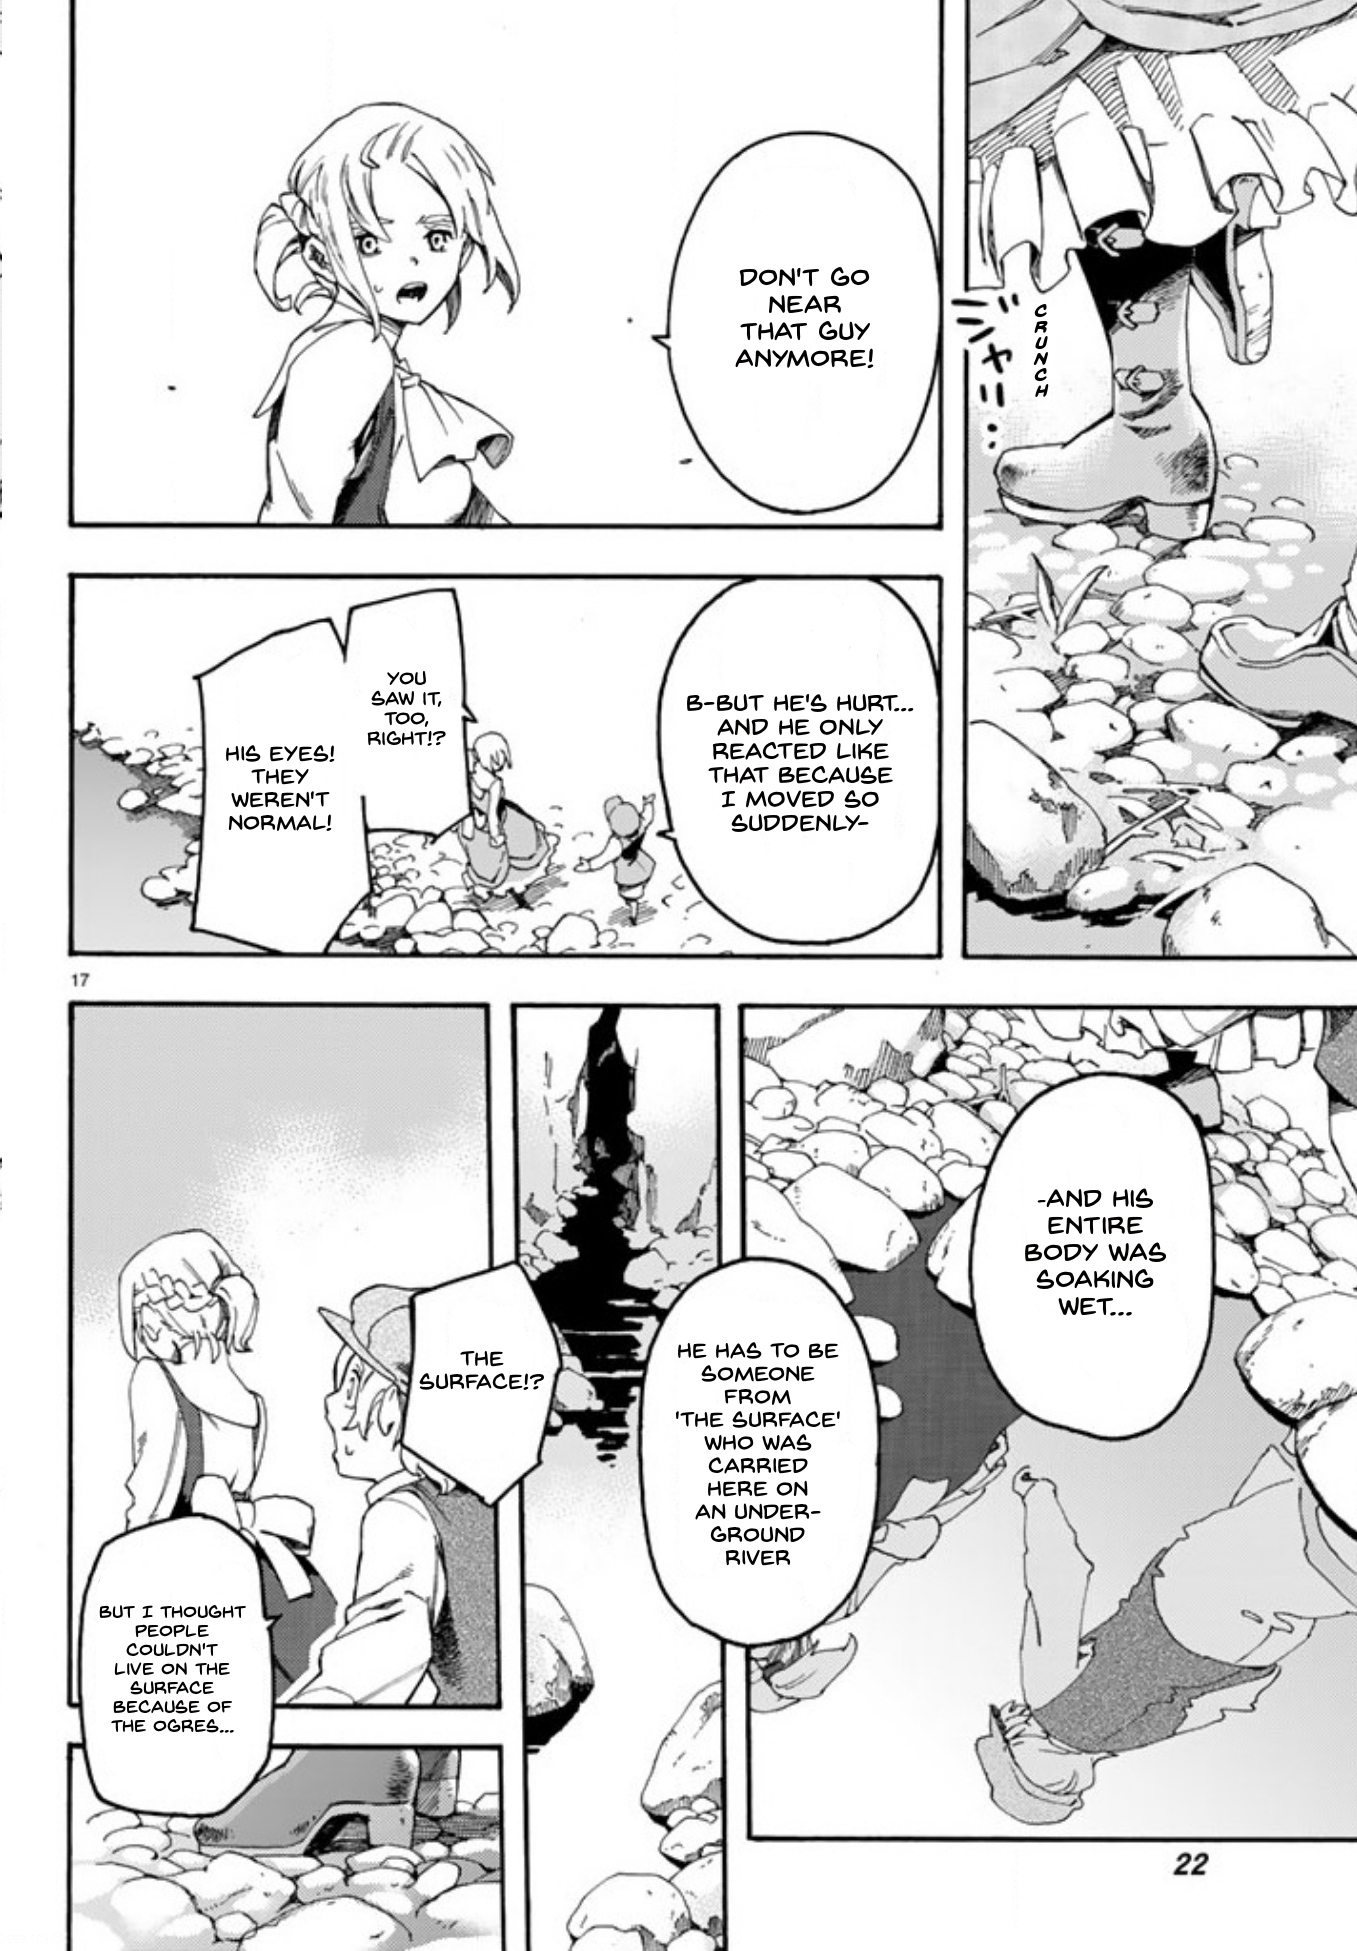 ジャリ…
CRUNCH
DON'T GO
NEAR
THAT GUY
ANYMORE!
B-BUT HE'S HURT...
AND HE ONLY
REACTED LIKE
THAT BECAUSE
I MOVED SO
SUDDENLY-
YOU
SAW IT,
TOO,
RIGHT!?
HIS EYES!
THEY
WEREN'T
NORMAL!
17
-AND HIS
ENTIRE
BODY WAS
SOAKING
WET...
HE HAS TO BE
SOMEONE
FROM
'THE SURFACE'
WHO WAS
CARRIED
HERE ON
AN UNDER-
GROUND
RIVER
THE
SURFACE!?
BUT I THOUGHT
PEOPLE
COULDN'T
LIVE ON THE
SURFACE
BECAUSE OF
THE OGRES...
22